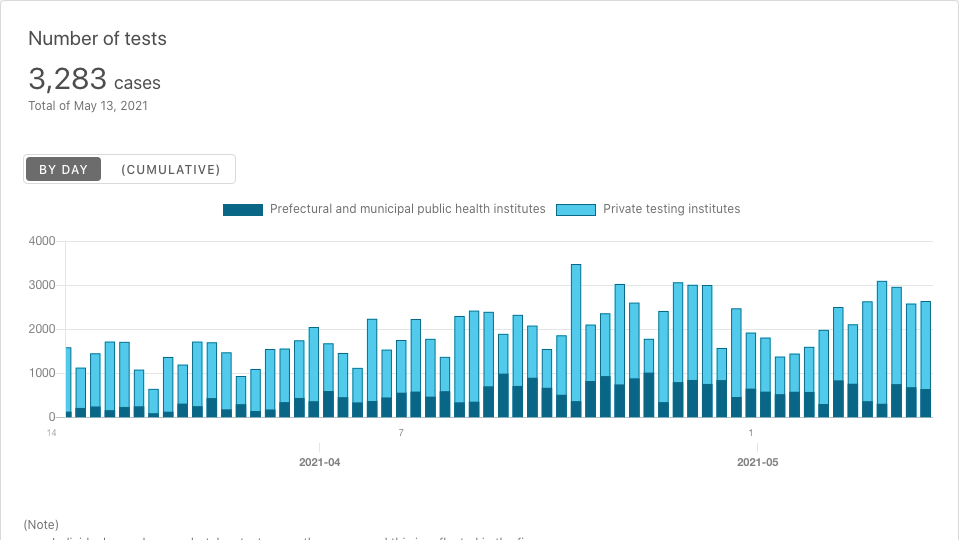 Number of tests
3,283 cases
Total of May 13, 2021
BY DAY (CUMULATIVE)
Prefectural and municipal public health institutes Private testing institutes
4000
3000
2000
1000
0
14 7 1
2021-04 2021-05
(Note)